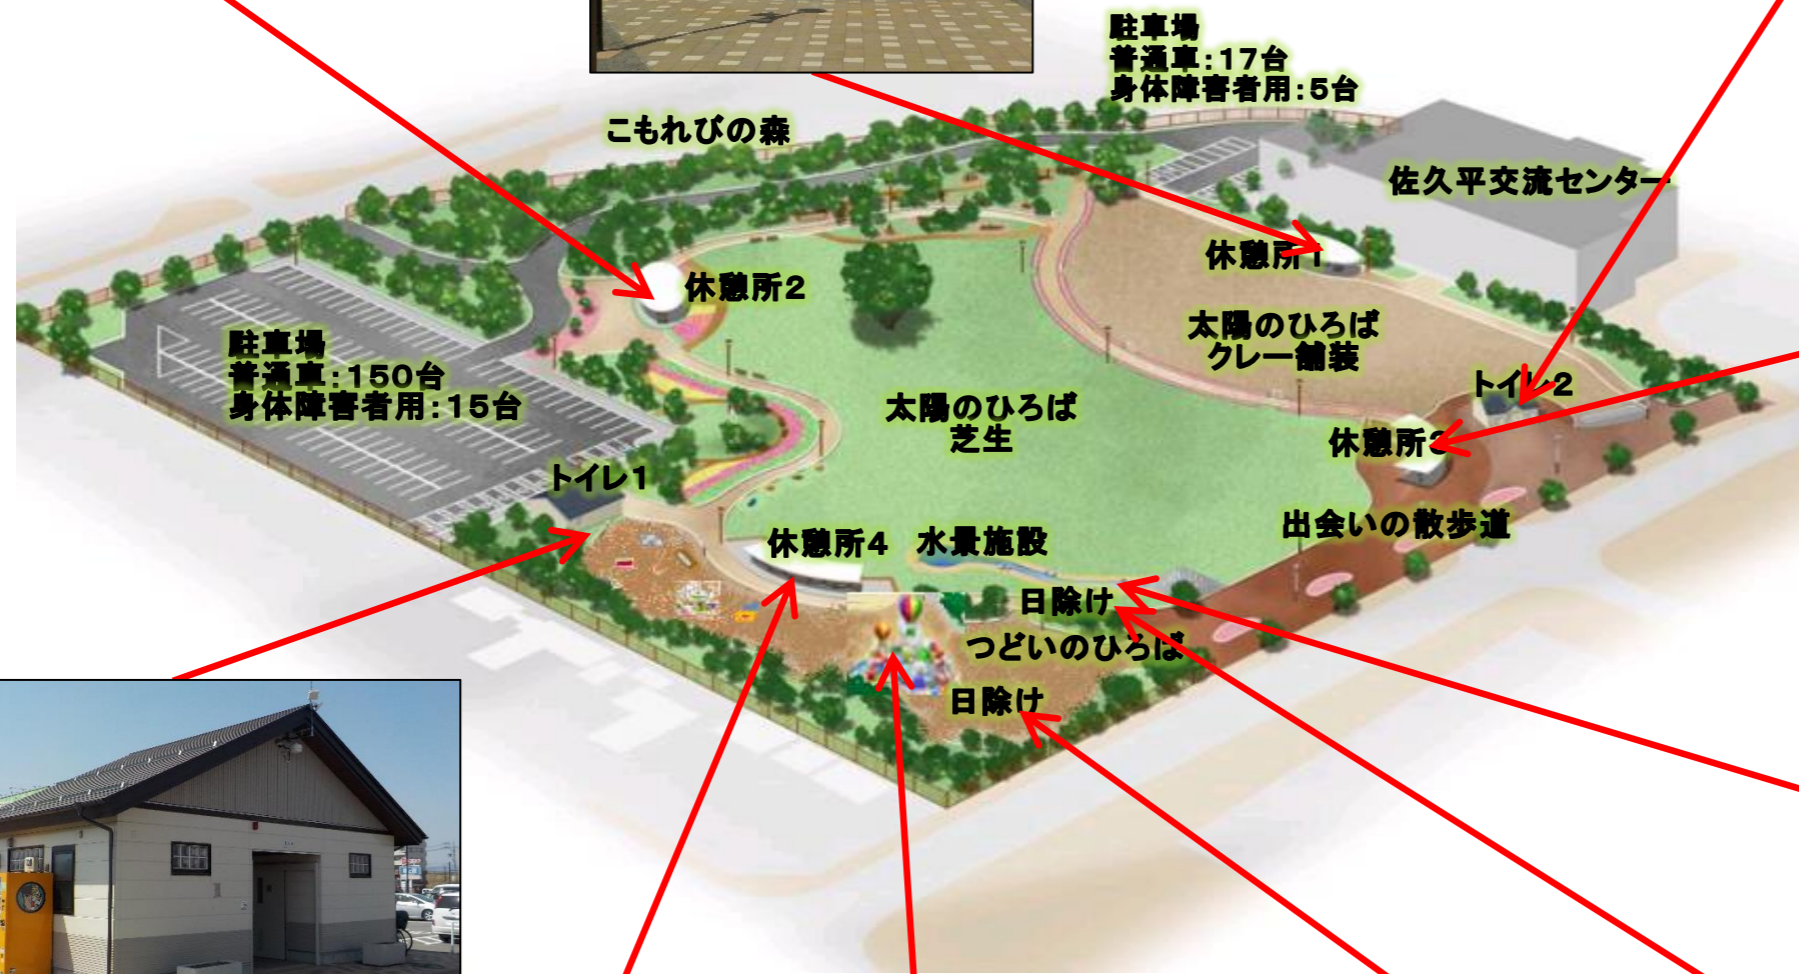 駐車場
普通車:17台
身体障害者用:5台
こもれびの森
佐久平交流センター
休憩所1
休憩所2
太陽のひろば
クレー舗装
駐車場
普通車:150台
身体障害者用:15台
トイレ2
太陽のひろば
芝生
休憩所3
トイレ1
出会いの散歩道
休憩所4
水景施設
日除け
つどいのひろば
日除け